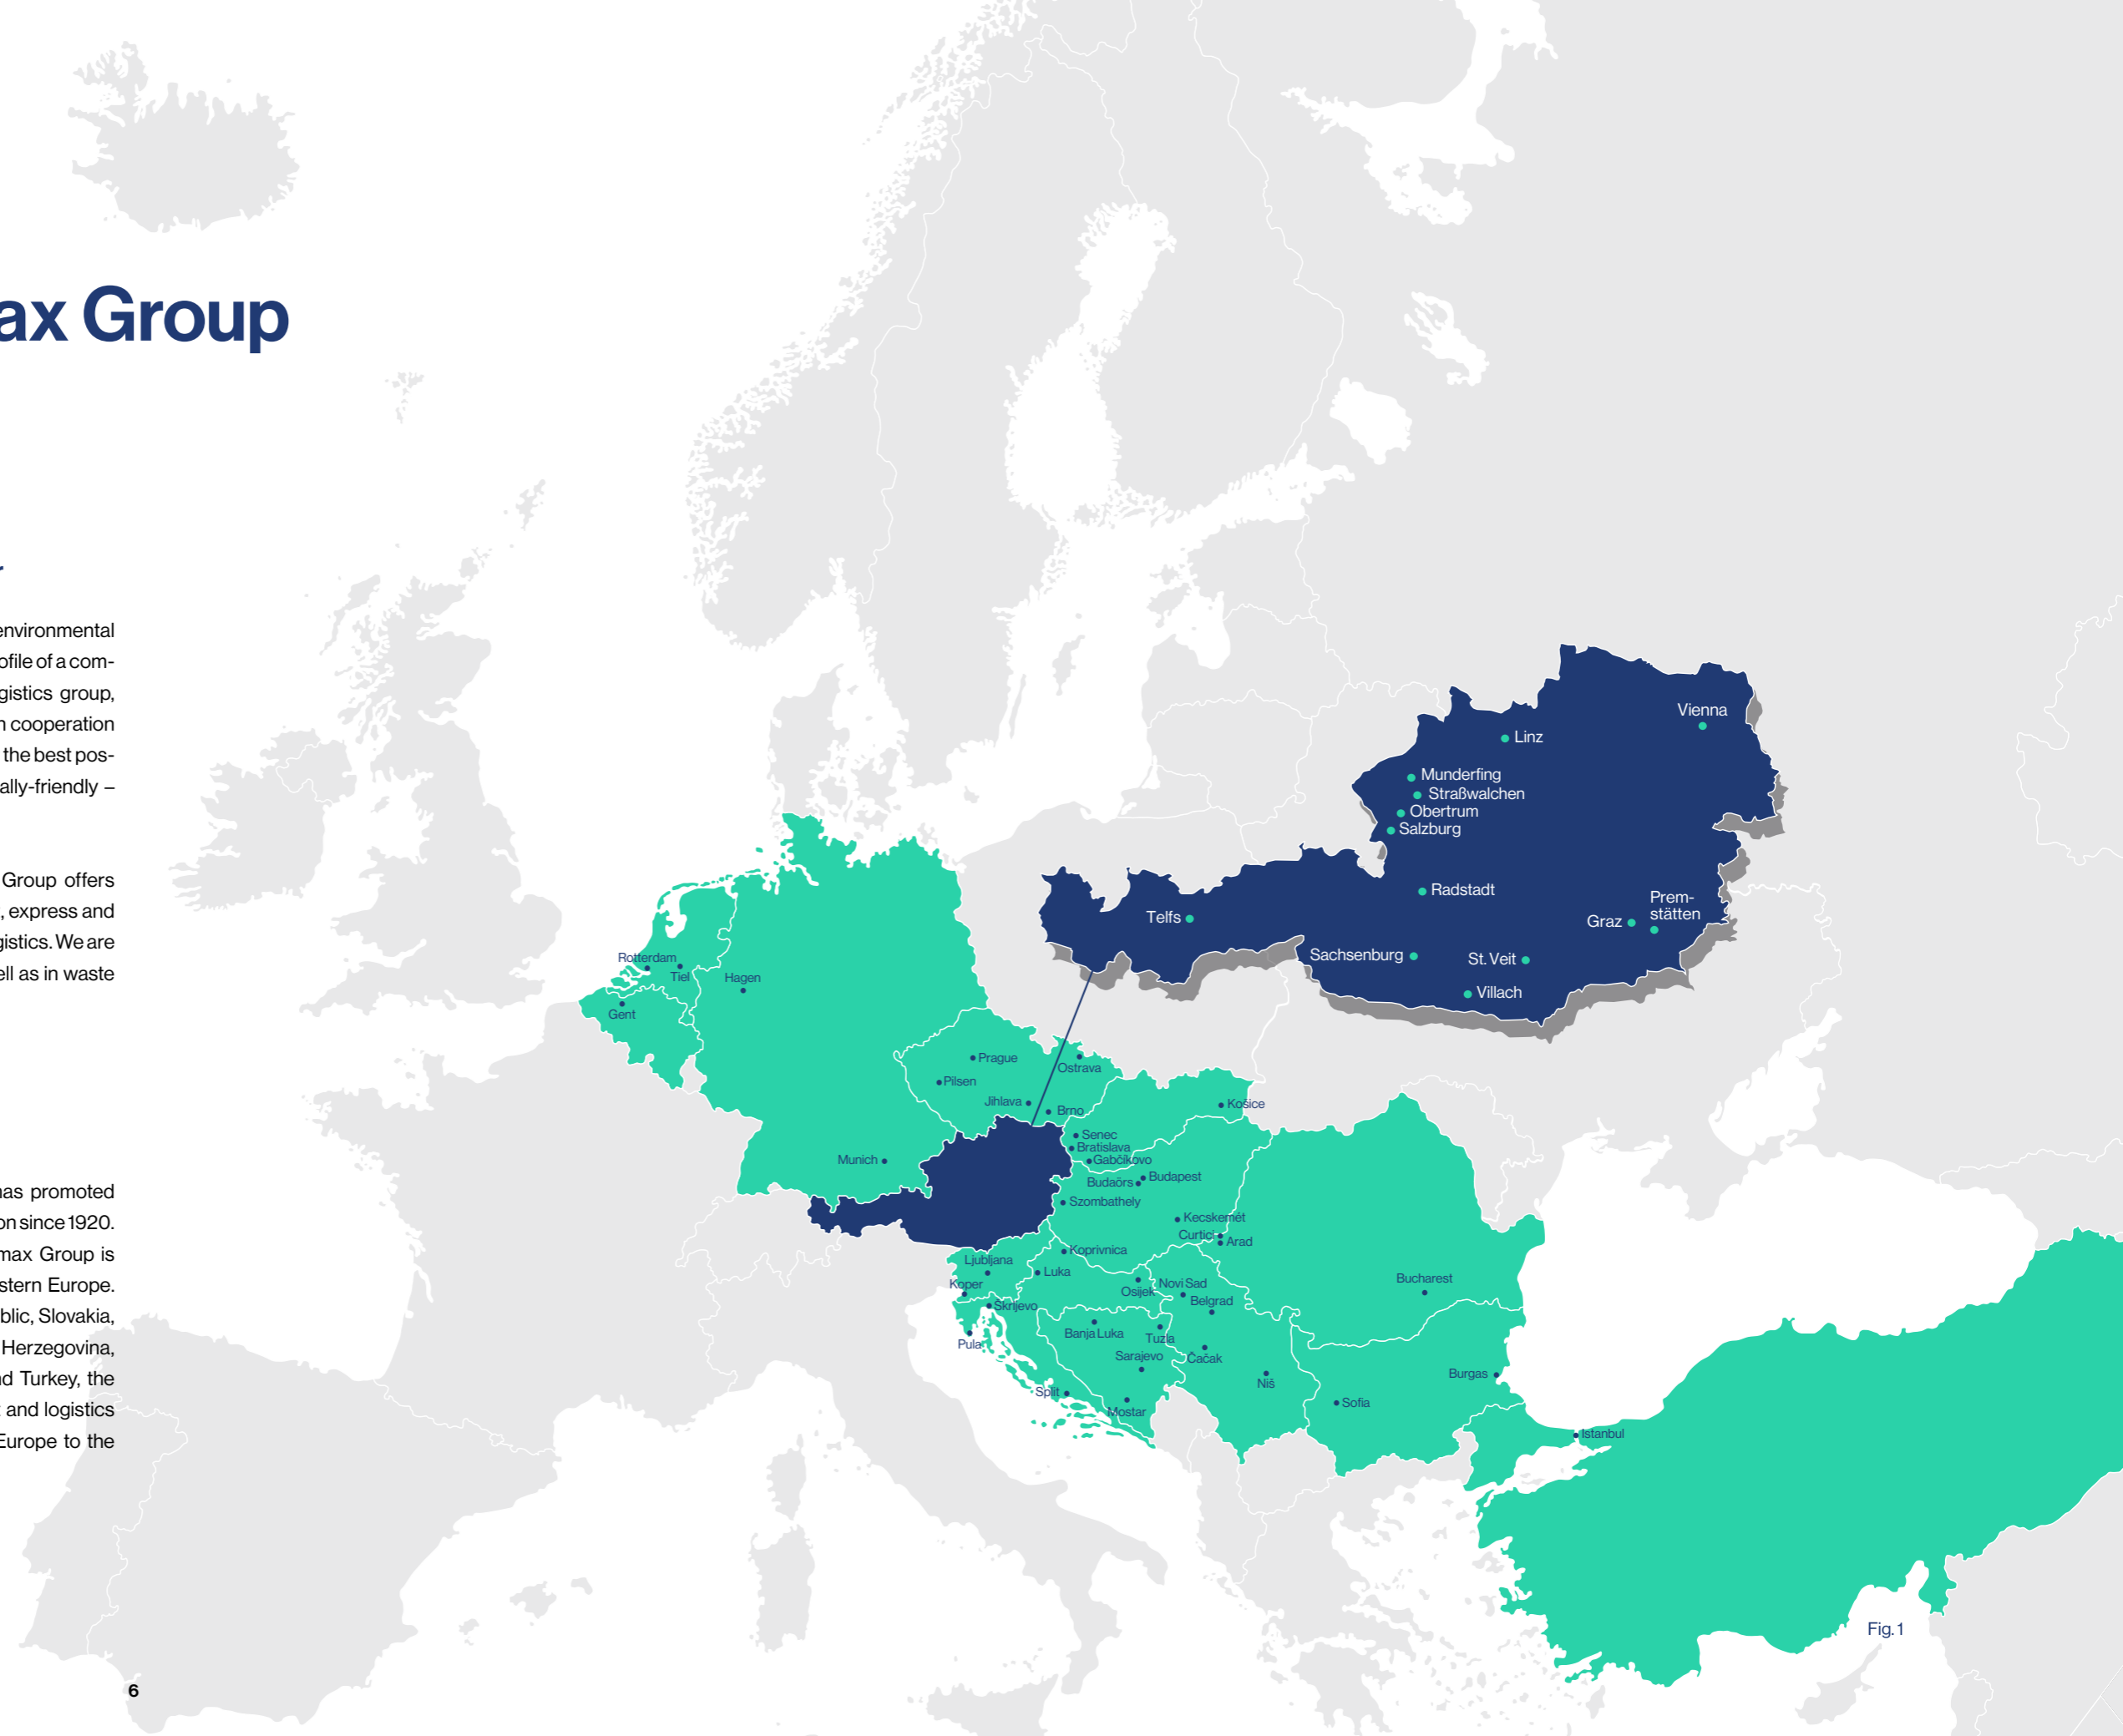 ax Group
environmental
ofile of a com-
gistics group,
n cooperation
the best pos-
ally-friendly –
Group offers
, express and
gistics. We are
ell as in waste
nas promoted
on since 1920.
max Group is
stern Europe.
blic, Slovakia,
Herzegovina,
nd Turkey, the
t and logistics
Europe to the
Vienna
Linz
Munderfing
Straßwalchen
Obertrum
Salzburg
Radstadt
Prem-
stätten
Graz
Telfs
Sachsenburg
St. Veit
Villach
Rotterdam
Tiel
Hagen
Gent
Prague
Ostrava
Pilsen
Jihlava
Brno
Košice
Senec
Bratislava
Gabčíkovo
Munich
Budapest
Budaörs
Szombathely
Kecskemét
Curtici
Arad
Koprivnica
Ljubljana
Luka
Koper
Osijek
Novi Sad
Bucharest
Belgrad
Škrljevo
Banja Luka
Tuzla
Pula
Sarajevo
Čačak
Burgas
Niš
Split
Sofia
Mostar
Istanbul
Fig. 1
6